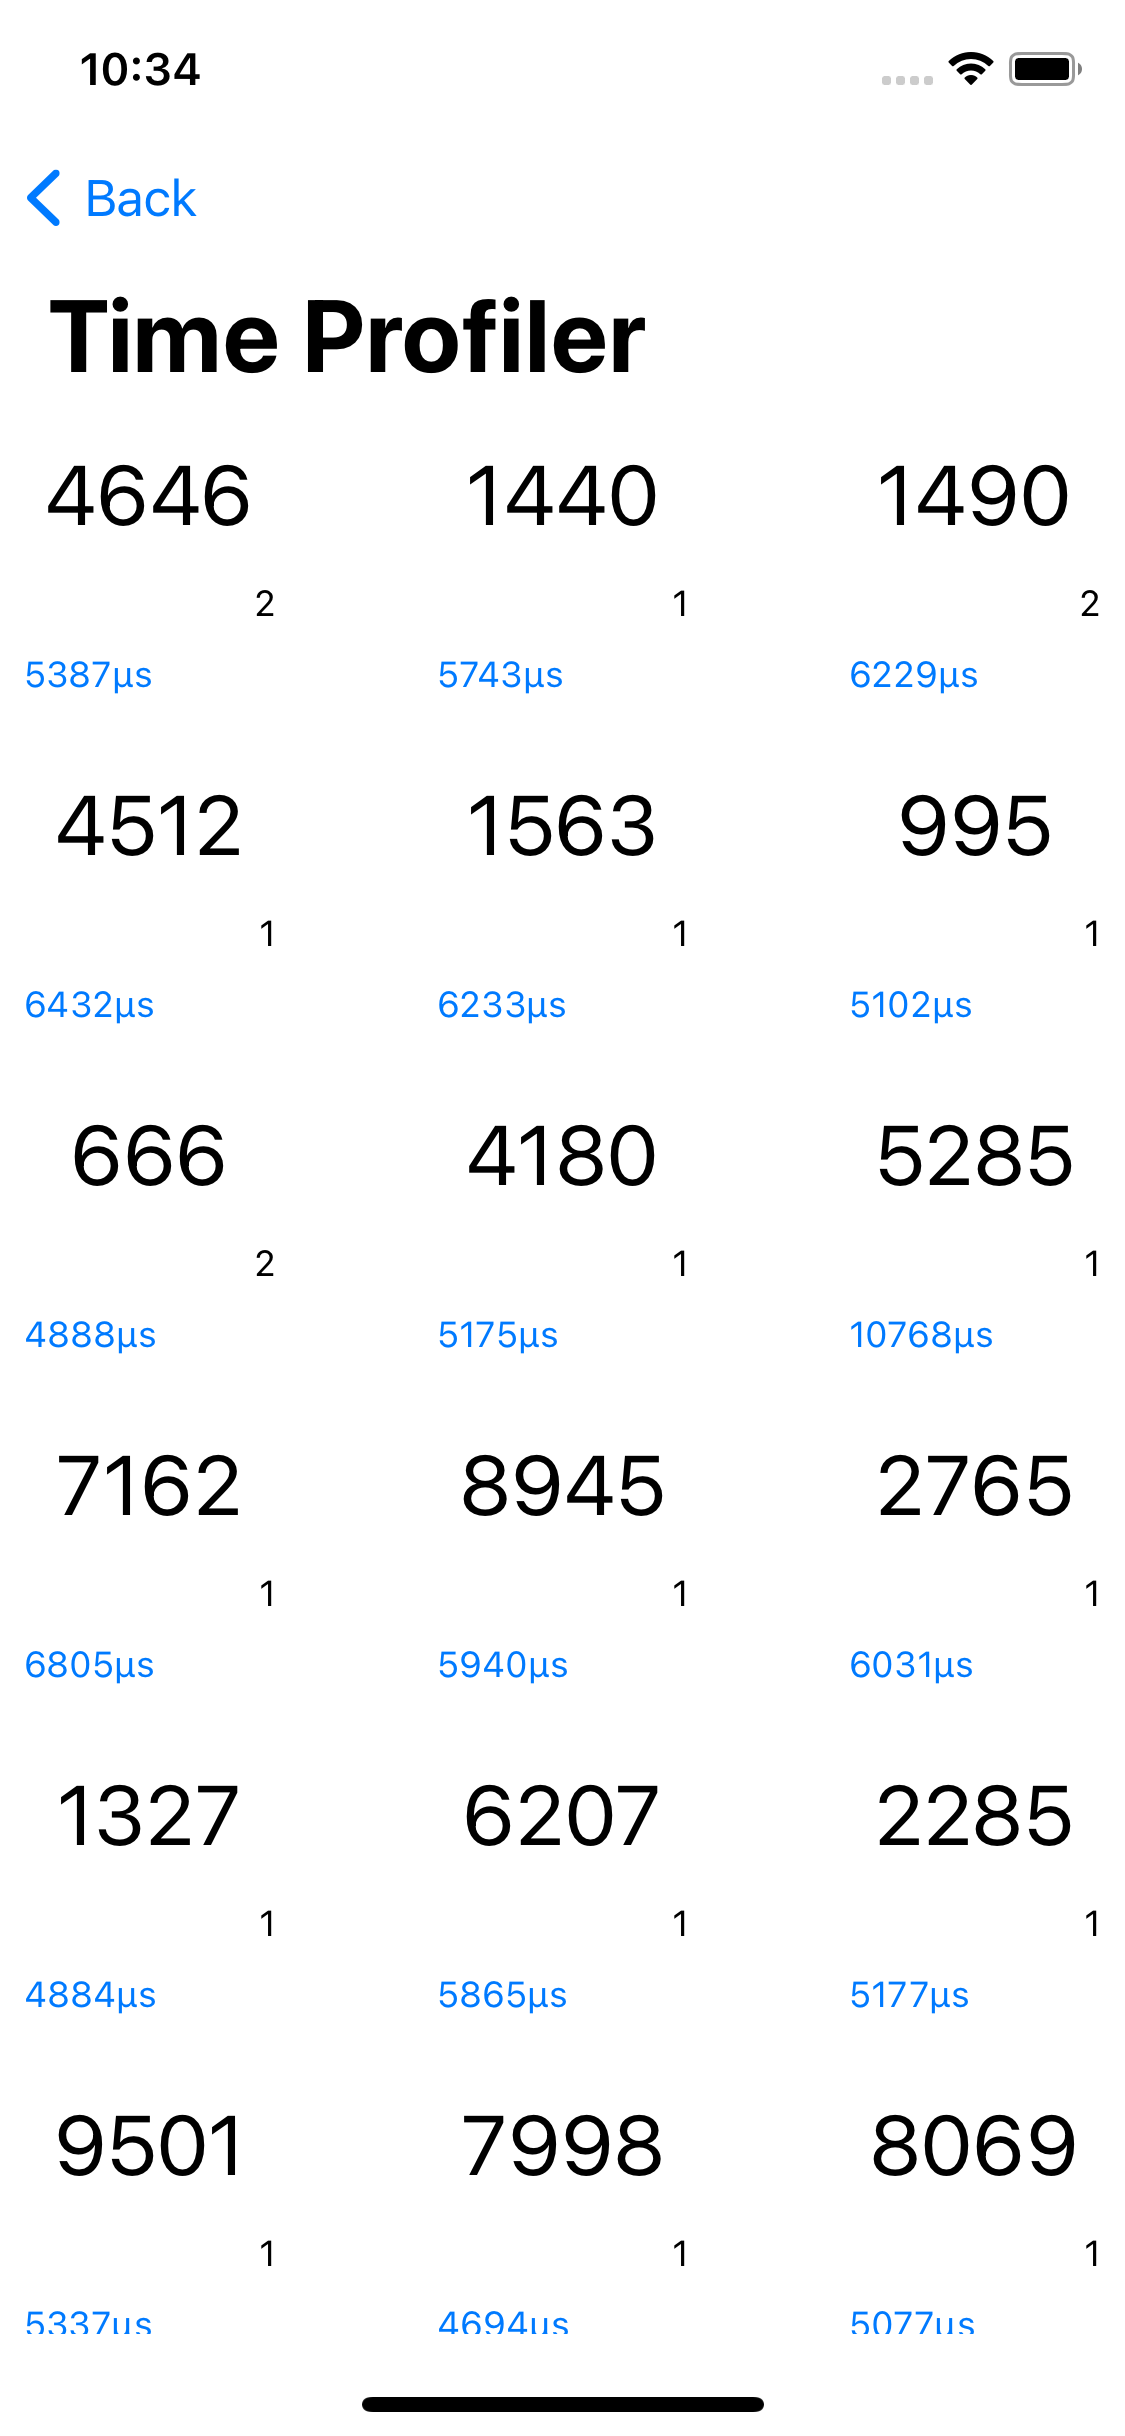 10:34
Back
Time Profiler
4646 1440 1490
2 1 2
5387µs 5743µs 6229µs
4512 1563 995
1 1 1
6432µs 6233µs 5102µs
666 4180 5285
2 1 1
4888µs 5175µs 10768µs
7162 8945 2765
1 1 1
6805µs 5940µs 6031µs
1327 6207 2285
1 1 1
4884µs 5865µs 5177µs
9501 7998 8069
1 1 1
5337µs 4694µs 5077µs